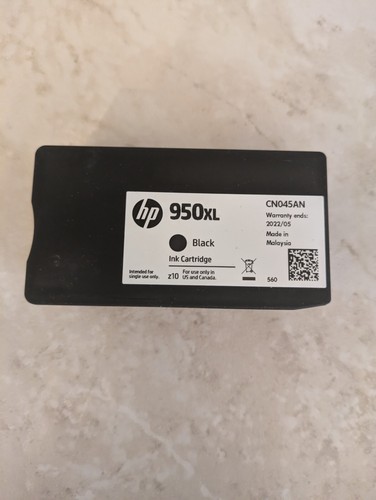 hp 950XL
CN045AN
Warranty ends:
2022/05
Made in
Malaysia
Black
Ink Cartridge
Intended for
single use only.
z10
For use only in
US and Canada.
S60